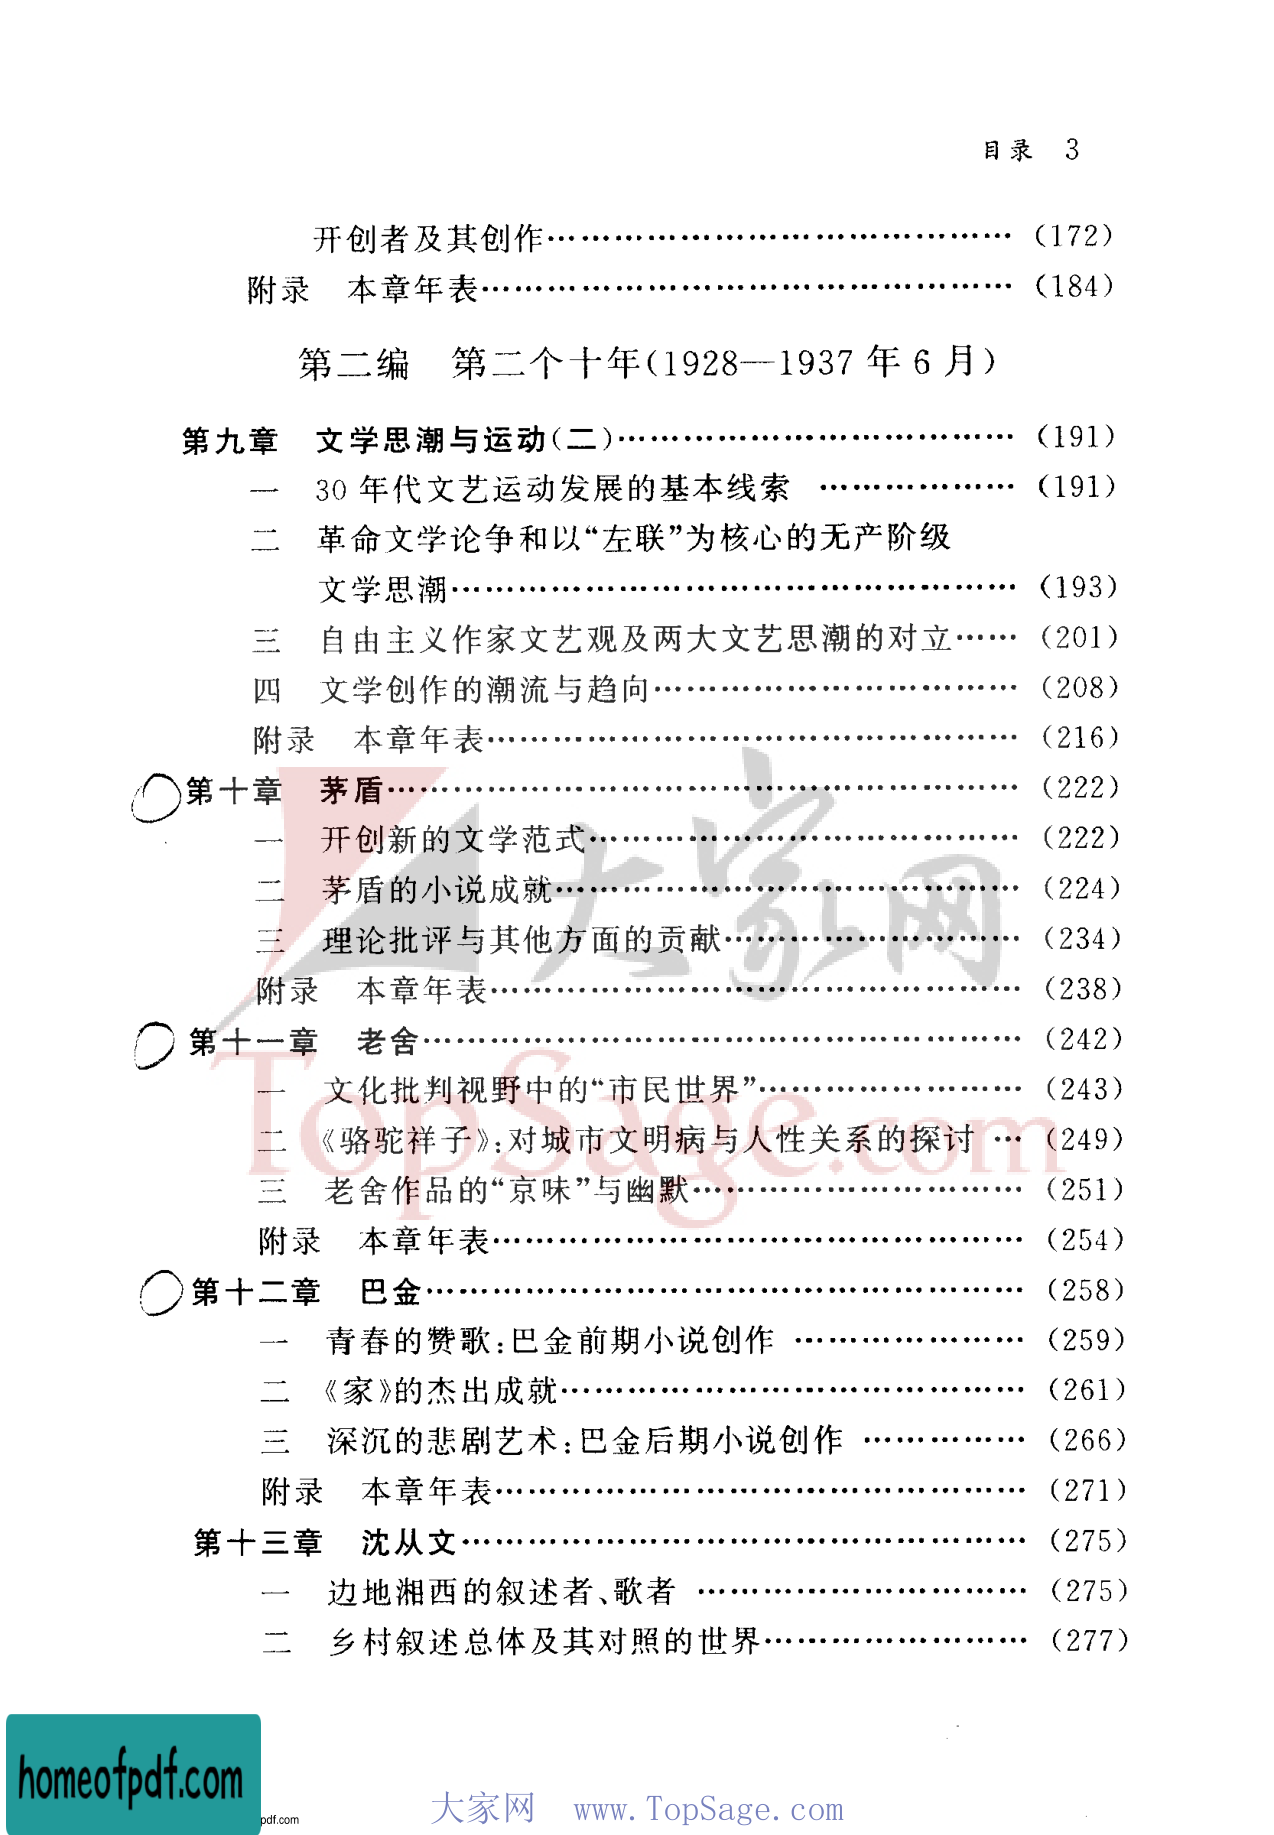 目录 3
开创者及其创作……………………………………(172)
附录 本章年表…………………………………………(184)
第二编 第二个十年(1928—1937年6月)
第九章 文学思潮与运动(二)………………………………(191)
一 30年代文艺运动发展的基本线索 ………………(191)
二 革命文学论争和以“左联”为核心的无产阶级
文学思潮……………………………………………(193)
三 自由主义作家文艺观及两大文艺思潮的对立……(201)
四 文学创作的潮流与趋向……………………………(208)
附录 本章年表…………………………………………(216)
第十章 茅盾…………………………………………………(222)
一 开创新的文学范式…………………………………(222)
二 茅盾的小说成就……………………………………(224)
三 理论批评与其他方面的贡献………………………(234)
附录 本章年表…………………………………………(238)
第十一章 老舍………………………………………………(242)
一 文化批判视野中的“市民世界”……………………(243)
二 《骆驼祥子》:对城市文明病与人性关系的探讨 …(249)
三 老舍作品的“京味”与幽默…………………………(251)
附录 本章年表…………………………………………(254)
第十二章 巴金………………………………………………(258)
一 青春的赞歌:巴金前期小说创作 …………………(259)
二 《家》的杰出成就……………………………………(261)
三 深沉的悲剧艺术:巴金后期小说创作 ……………(266)
附录 本章年表…………………………………………(271)
第十三章 沈从文……………………………………………(275)
一 边地湘西的叙述者、歌者 …………………………(275)
二 乡村叙述总体及其对照的世界……………………(277)
大家网
TopSage.com
homeofpdf.com
pdf.com
大家网 www.TopSage.com